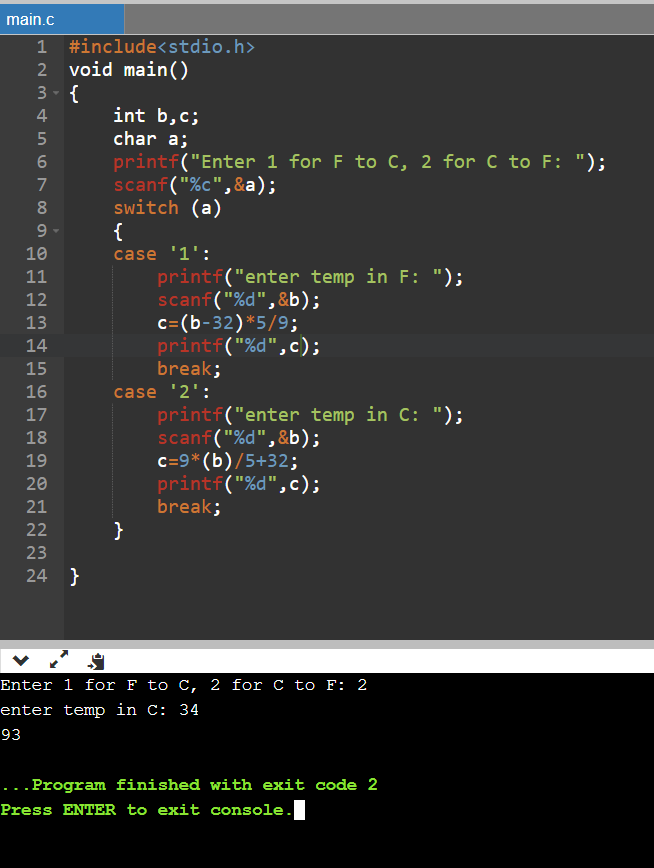 main.c
1 #include<stdio.h>
2 void main()
3 {
4 int b,c;
5 char a;
6 printf("Enter 1 for F to C, 2 for C to F: ");
7 scanf("%c",&a);
8 switch (a)
9 {
10 case '1':
11 printf("enter temp in F: ");
12 scanf("%d",&b);
13 c=(b-32)*5/9;
14 printf("%d",c);
15 break;
16 case '2':
17 printf("enter temp in C: ");
18 scanf("%d",&b);
19 c=9*(b)/5+32;
20 printf("%d",c);
21 break;
22 }
23
24 }
Enter 1 for F to C, 2 for C to F: 2
enter temp in C: 34
93
...Program finished with exit code 2
Press ENTER to exit console.